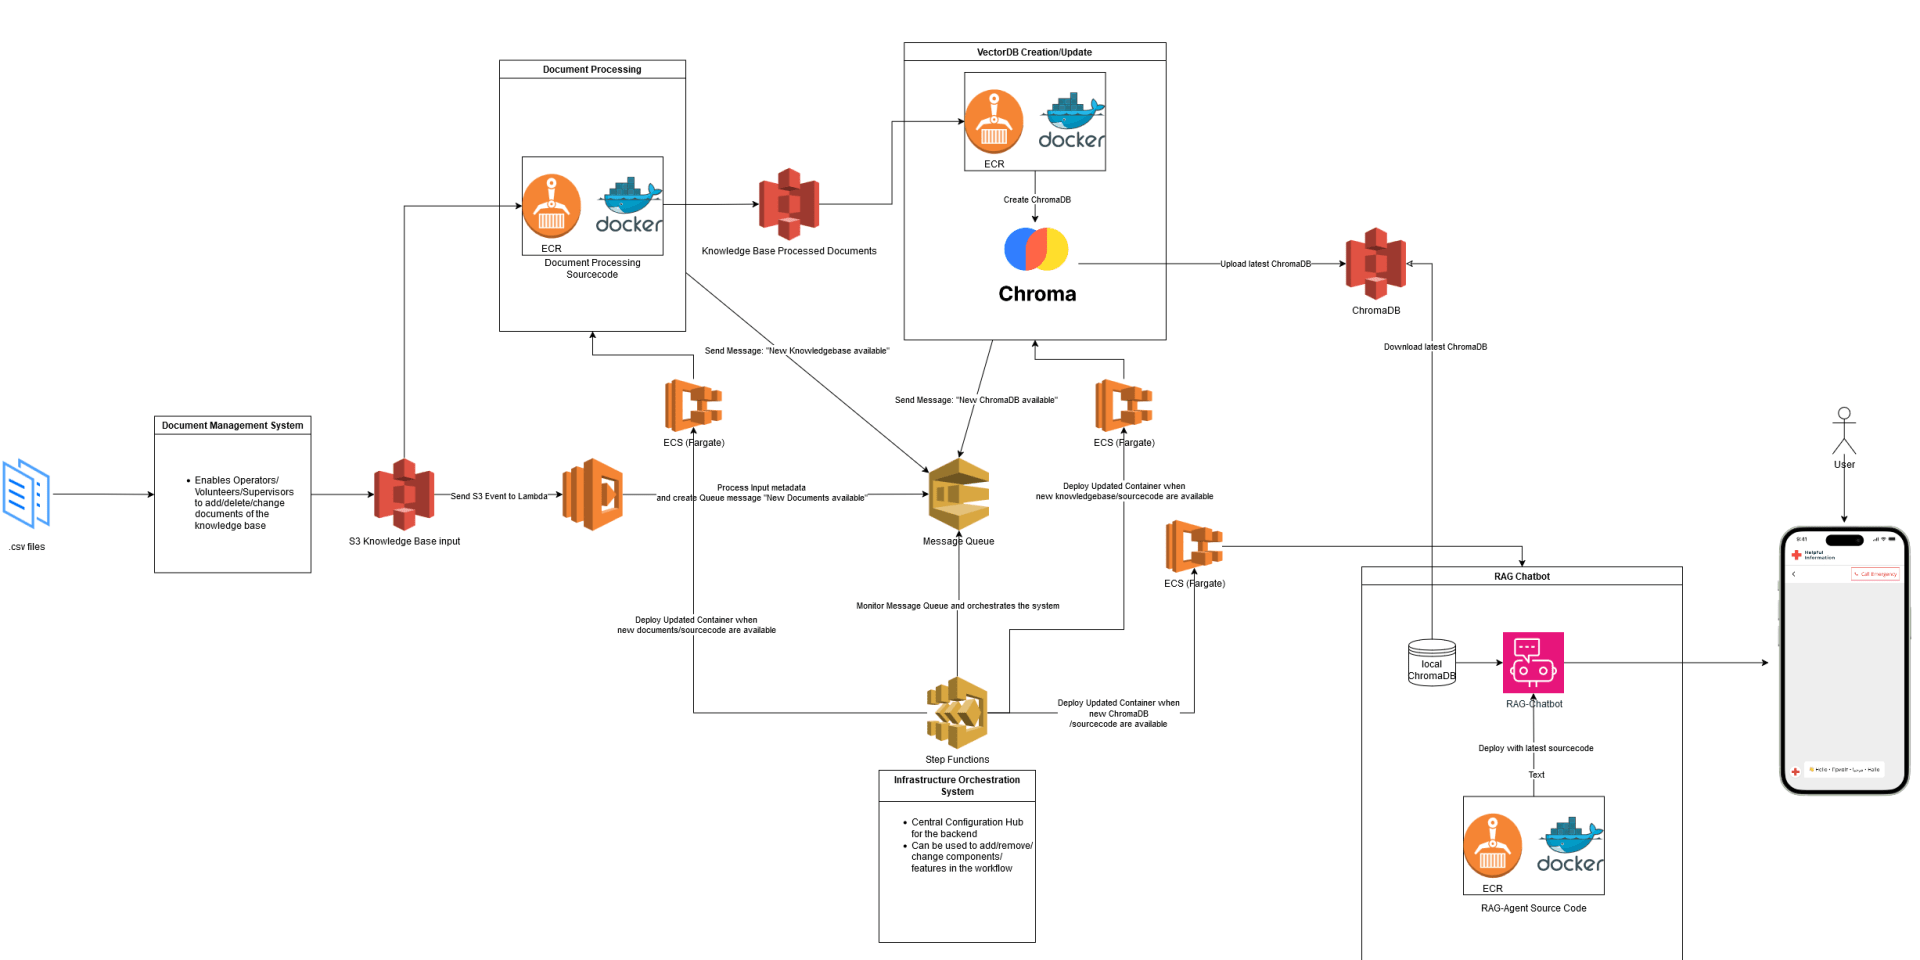 VectorDB Creation/Update
Document Processing
docker
ECR
docker
ECR
Create ChromaDB
docker
ECR
Document Processing
Sourcecode
Knowledge Base Processed Documents
Upload latest ChromaDB
Chroma
ChromaDB
Download latest ChromaDB
Send Message: "New Knowledgebase available"
Send Message: "New ChromaDB available"
ECS (Fargate)
ECS (Fargate)
Document Management System
Enables Operators/
Volunteers/Supervisors
to add/delete/change
documents of the
knowledge base
.csv files
S3 Knowledge Base input
Send S3 Event to Lambda
Process Input metadata
and create Queue message "New Documents available"
Message Queue
Deploy Updated Container when
new knowledgebase/sourcecode are available
ECS (Fargate)
User
Monitor Message Queue and orchestrates the system
Deploy Updated Container when
new documents/sourcecode are available
Deploy Updated Container when
new ChromaDB
/sourcecode are available
Step Functions
Infrastructure Orchestration
System
Central Configuration Hub
for the backend
Can be used to add/remove/
change components/
features in the workflow
RAG Chatbot
local
ChromaDB
RAG-Chatbot
Deploy with latest sourcecode
Text
docker
ECR
RAG-Agent Source Code
9:41
Helpful
Information
Call Emergency